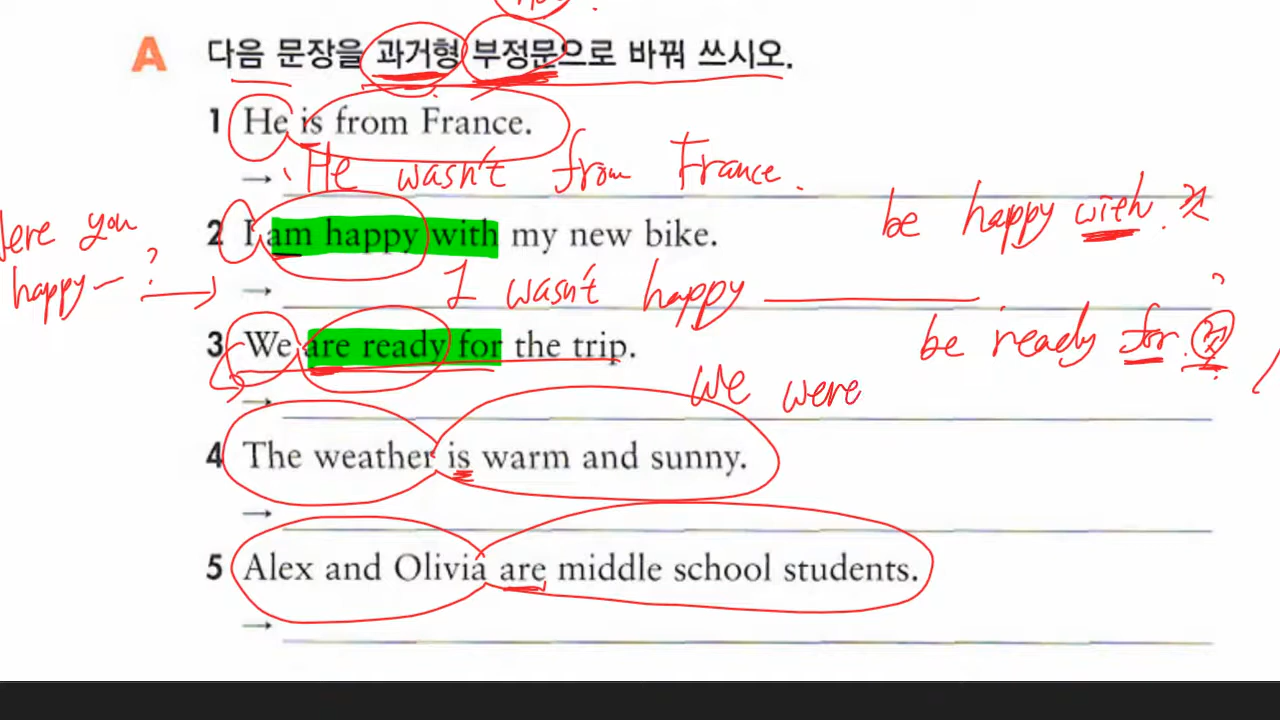 A 다음 문장을 과거형 부정문으로 바꿔 쓰시오.
1 He is from France.
→ He wasn't from France.
2 I am happy with my new bike.
be happy with.
you
happy ?
→ I wasn't happy
3 We are ready for the trip.
be ready for.
→ We were
4 The weather is warm and sunny.
→
5 Alex and Olivia are middle school students.
→